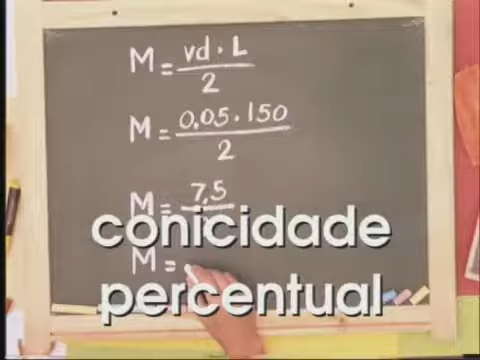 M = vd · L
2
M = 0,05 · 150
2
M = 7,5
conicidade
M =
percentual